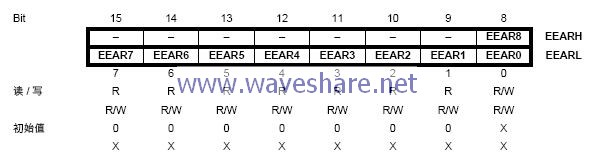 Bit 15 14 13 12 11 10 9 8
– – – – – – – EEAR8 EEARH
EEAR7 EEAR6 EEAR5 EEAR4 EEAR3 EEAR2 EEAR1 EEAR0 EEARL
7 6 5 4 3 2 1 0
www.waveshare.net
读 / 写 R R R R R R R R/W
R/W R/W R/W R/W R/W R/W R/W R/W
初始值 0 0 0 0 0 0 0 X
X X X X X X X X